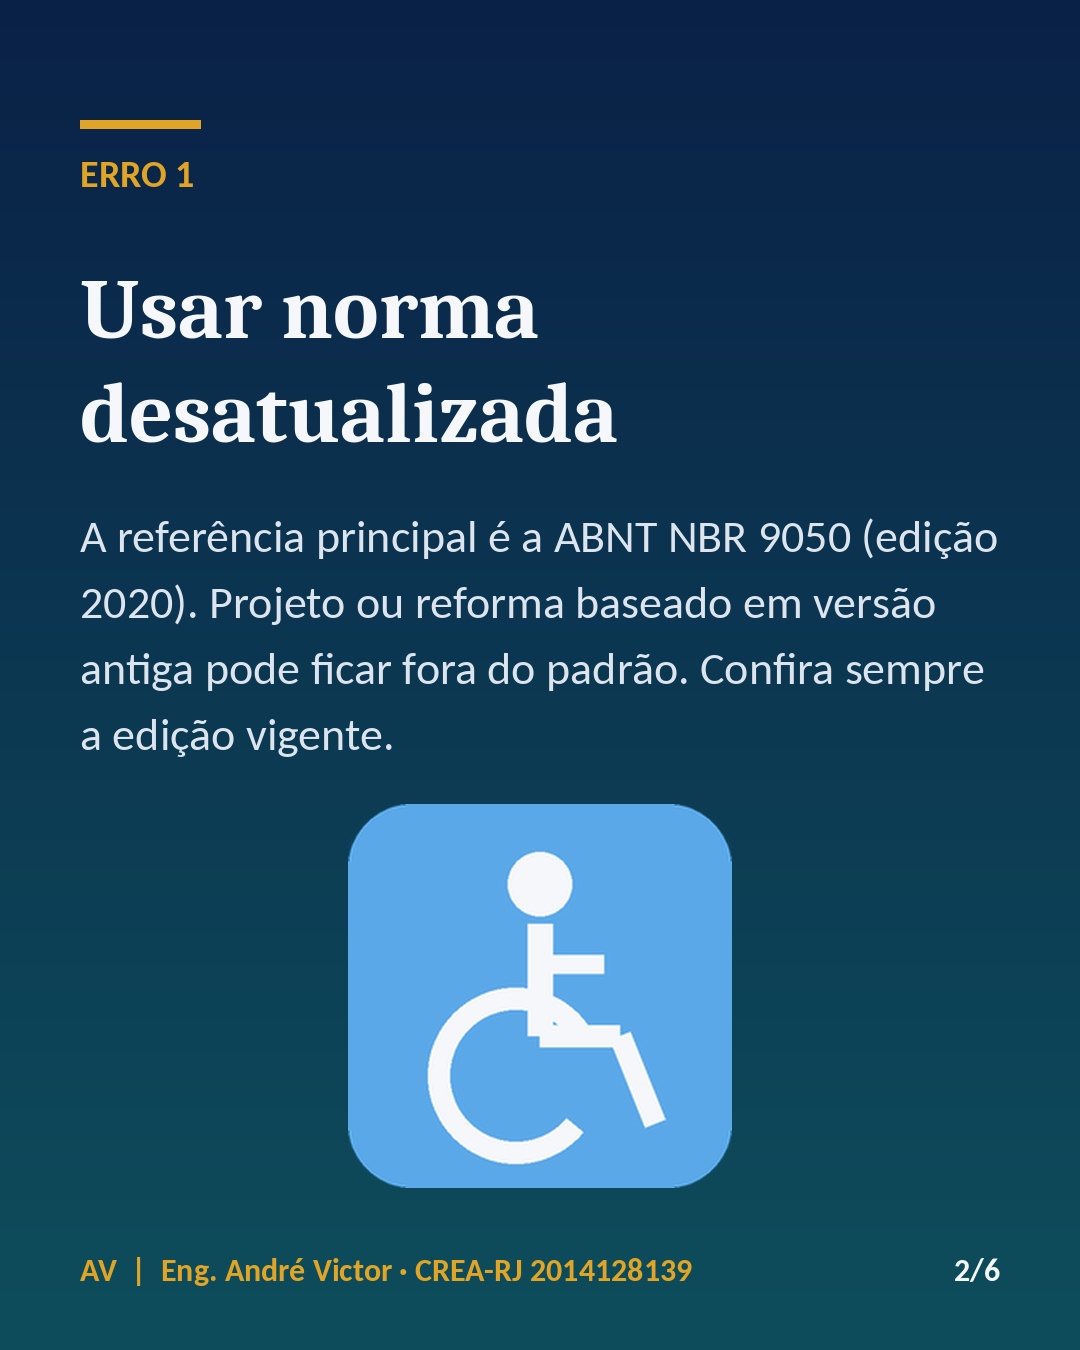 ERRO 1
Usar norma
desatualizada
A referência principal é a ABNT NBR 9050 (edição
2020). Projeto ou reforma baseado em versão
antiga pode ficar fora do padrão. Confira sempre
a edição vigente.
AV | Eng. André Victor · CREA-RJ 2014128139
2/6